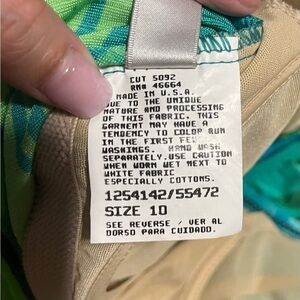 CUT 5092
RN# 46664
MADE IN U.S.A.
DUE TO THE UNIQUE
NATURE AND PROCESSING
OF THIS FABRIC, THIS
GARMENT MAY HAVE A
TENDENCY TO COLOR RUN
IN THE FIRST FEW
WASHINGS. HAND WASH
SEPARATELY.USE CAUTION
WHEN WORN WET NEXT TO
WHITE FABRIC
ESPECIALLY COTTONS.
1254142/55472
SIZE 10
SEE REVERSE / VER AL
DORSO PARA CUIDADO.